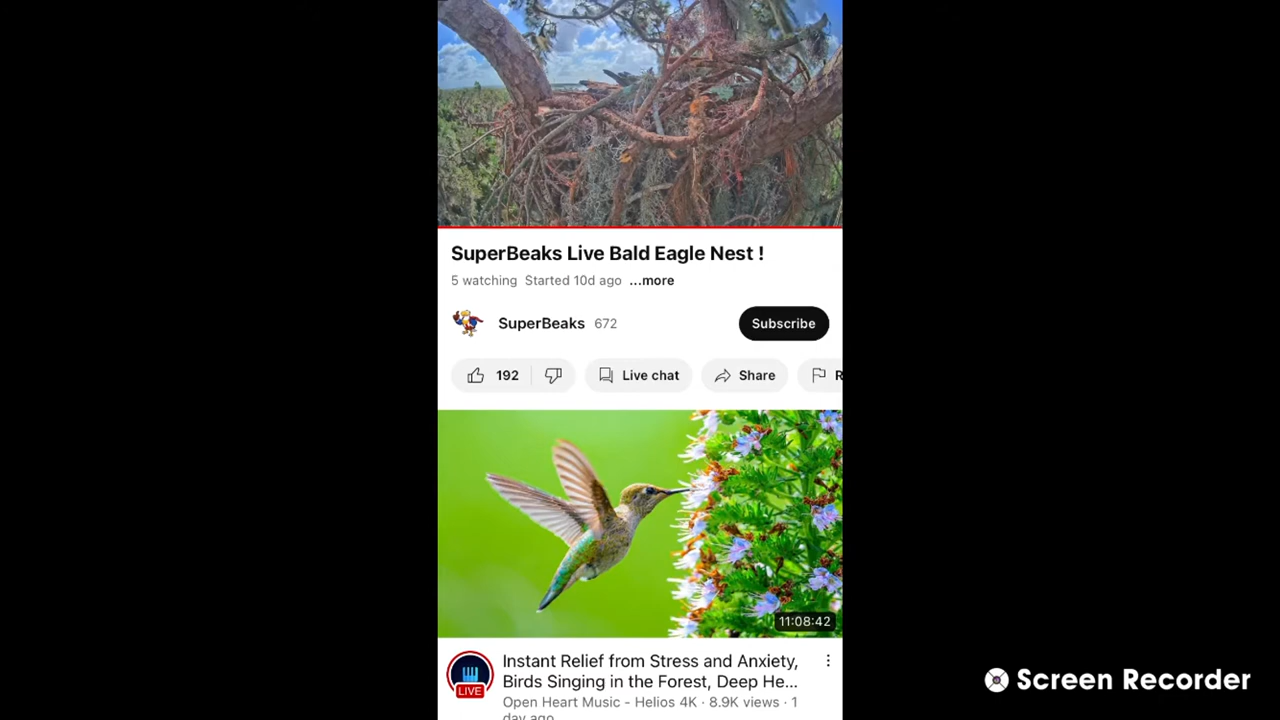 SuperBeaks Live Bald Eagle Nest !
5 watching Started 10d ago ...more
SuperBeaks 672
Subscribe
192
Live chat
Share
R
11:08:42
Instant Relief from Stress and Anxiety,
Birds Singing in the Forest, Deep He...
LIVE
Open Heart Music - Helios 4K · 8.9K views · 1
day ago
Screen Recorder